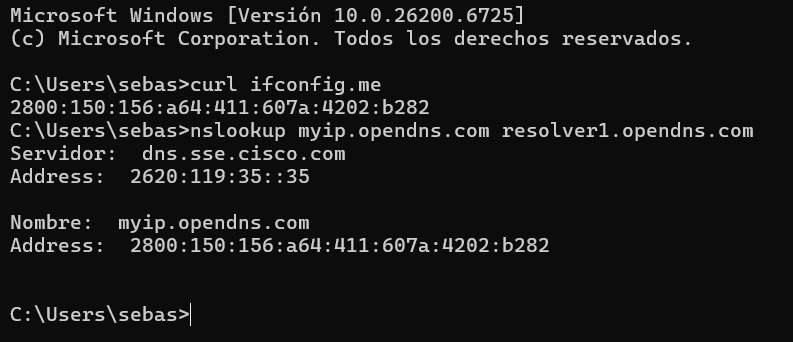 Microsoft Windows [Versión 10.0.26200.6725]
(c) Microsoft Corporation. Todos los derechos reservados.
C:\Users\sebas>curl ifconfig.me
2800:150:156:a64:411:607a:4202:b282
C:\Users\sebas>nslookup myip.opendns.com resolver1.opendns.com
Servidor:  dns.sse.cisco.com
Address:  2620:119:35::35
Nombre:  myip.opendns.com
Address:  2800:150:156:a64:411:607a:4202:b282
C:\Users\sebas>